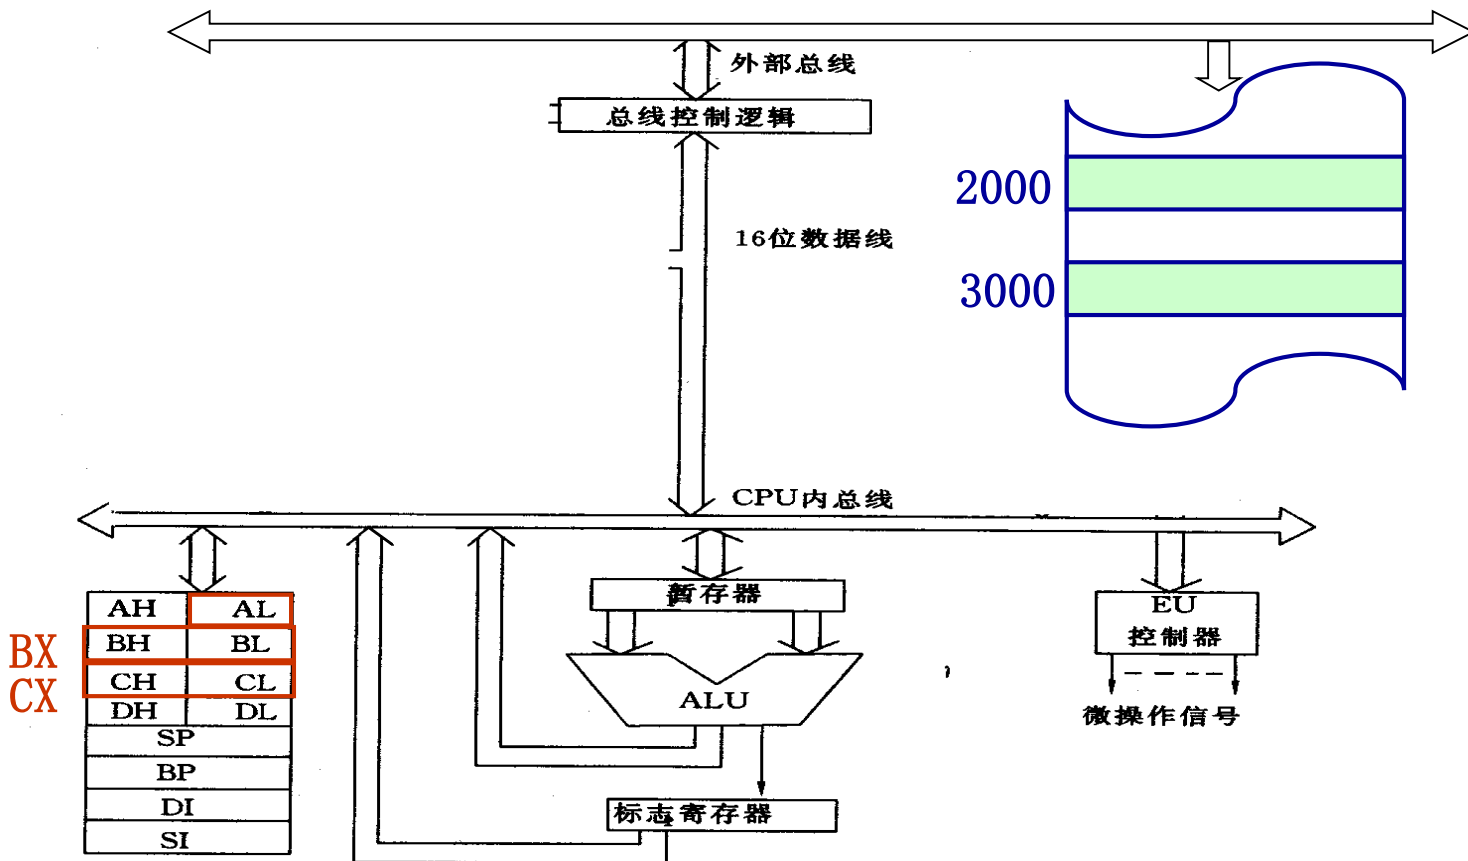 外部总线
总线控制逻辑
2000
16位数据线
3000
CPU内总线
AH AL
BX
BH BL
CX
CH CL
DH DL
SP
BP
DI
SI
暂存器
ALU
标志寄存器
EU
控制器
微操作信号